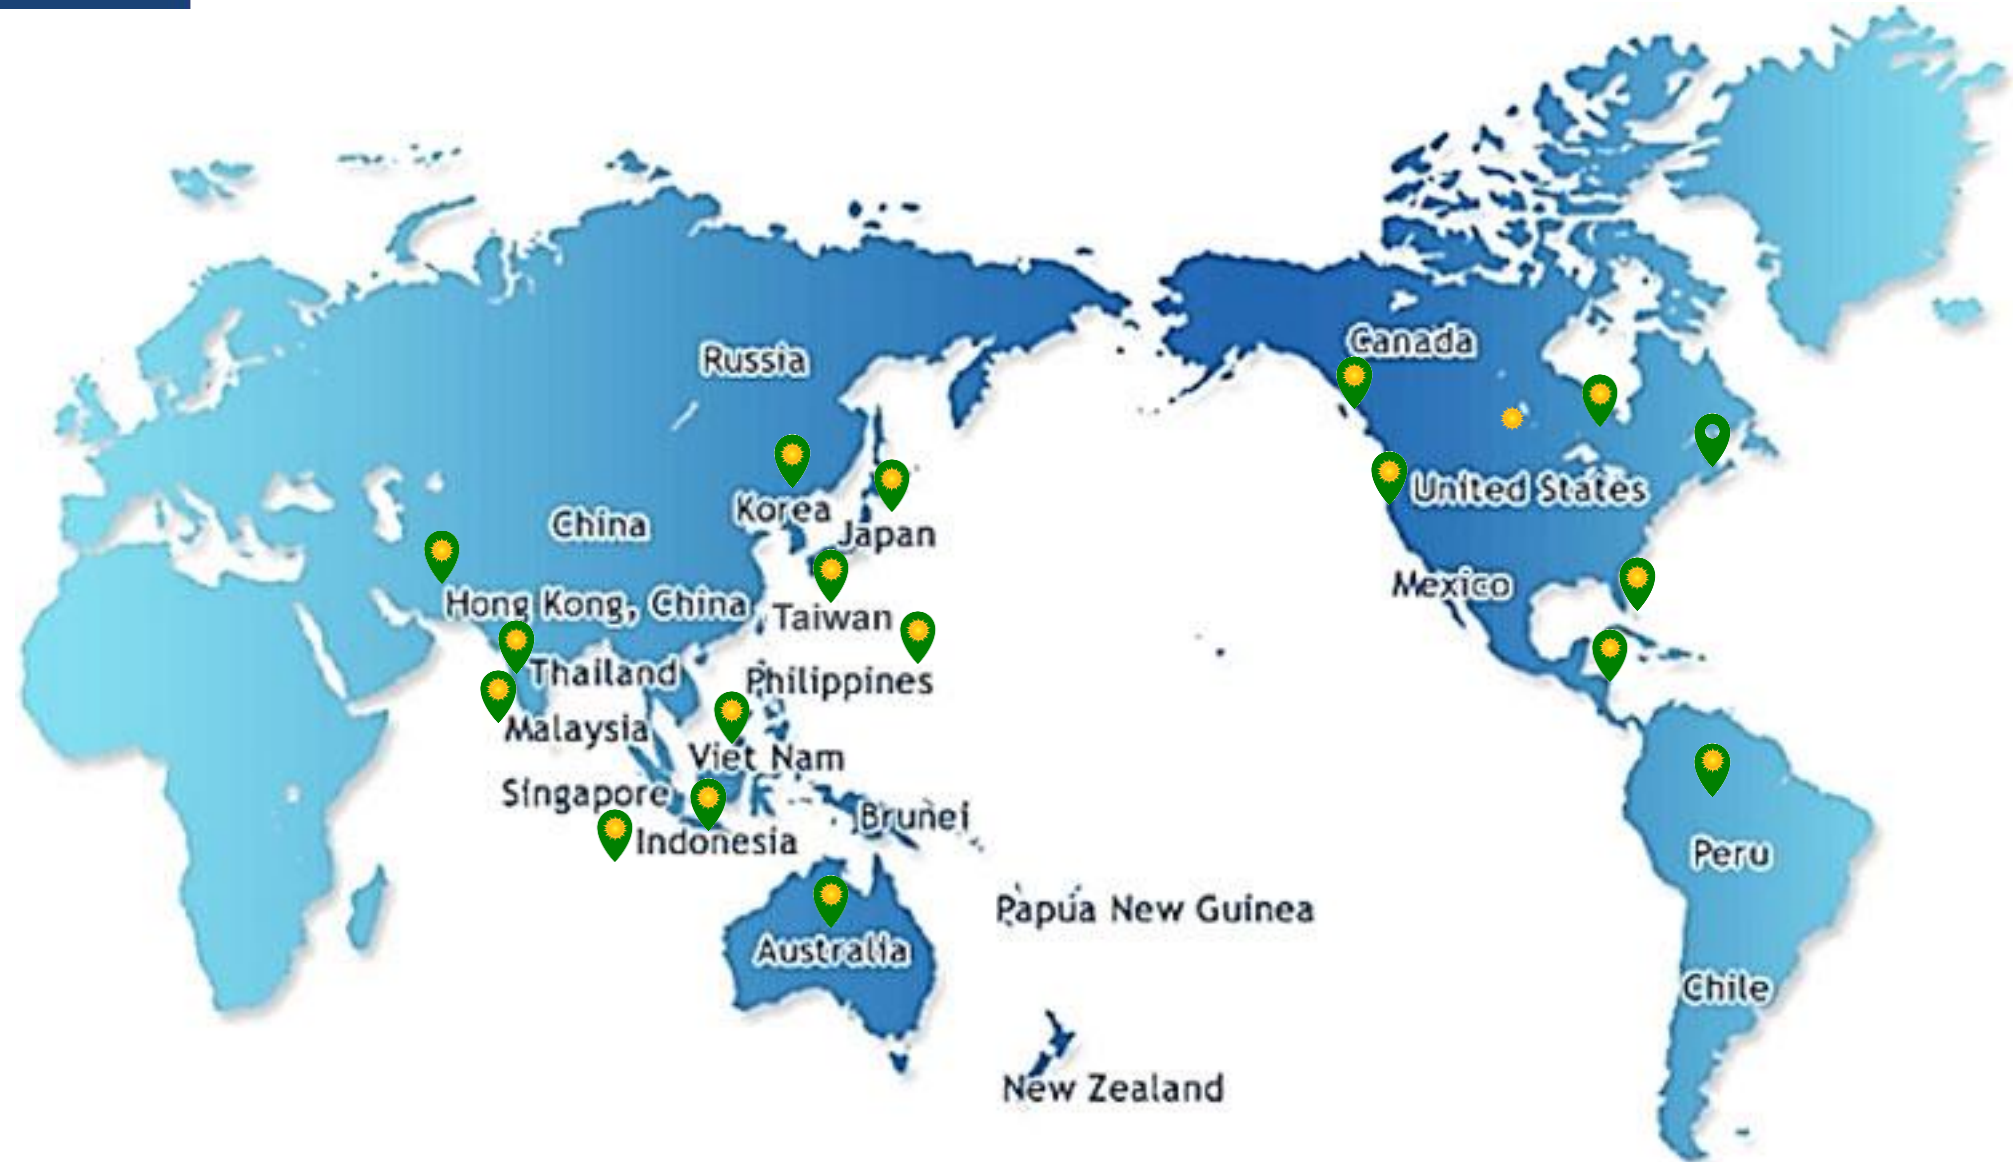 Canada
Russia
United States
Korea
China
Japan
Mexico
Hong Kong, China
Taiwan
Thailand
Philippines
Malaysia
Viet Nam
Singapore
Brunei
Indonesia
Peru
Papua New Guinea
Australia
Chile
New Zealand